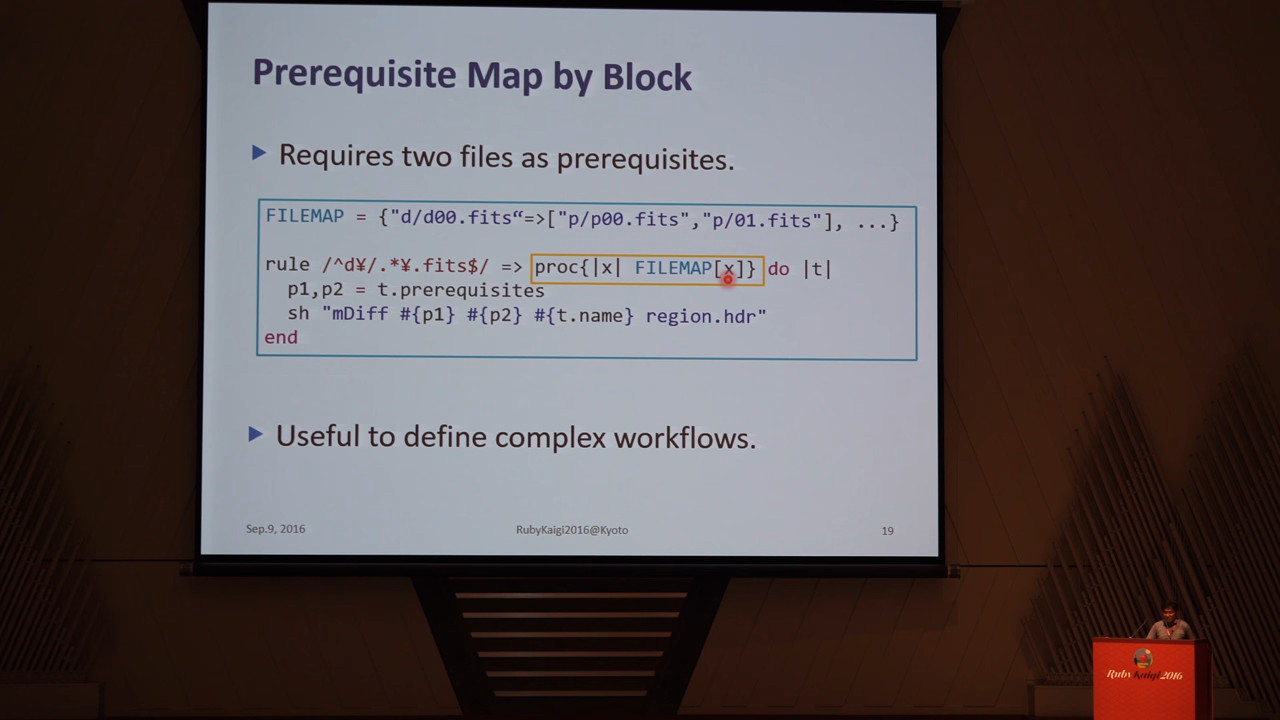 Prerequisite Map by Block
Requires two files as prerequisites.
FILEMAP = {"d/d00.fits“=>["p/p00.fits","p/01.fits"], ...}
rule /^d¥/.*¥.fits$/ => proc{|x| FILEMAP[x]} do |t|
p1,p2 = t.prerequisites
sh "mDiff #{p1} #{p2} #{t.name} region.hdr"
end
Useful to define complex workflows.
Sep.9, 2016
RubyKaigi2016@Kyoto
19
RubyKaigi2016